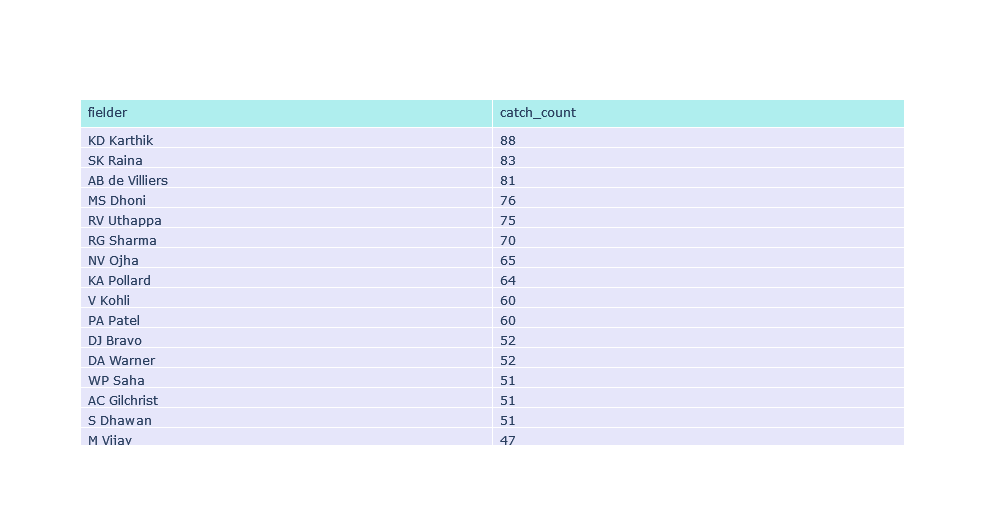 fielder catch_count
KD Karthik 88
SK Raina 83
AB de Villiers 81
MS Dhoni 76
RV Uthappa 75
RG Sharma 70
NV Ojha 65
KA Pollard 64
V Kohli 60
PA Patel 60
DJ Bravo 52
DA Warner 52
WP Saha 51
AC Gilchrist 51
S Dhawan 51
M Vijay 47